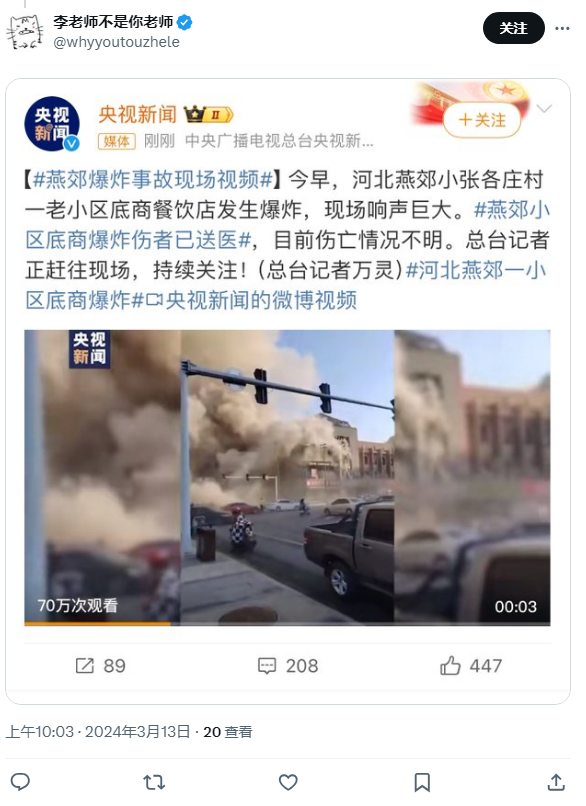 李老师不是你老师
@whyyoutouzhele
关注
央视新闻
央视新闻 II
媒体 刚刚 中央广播电视总台央视新...
+关注
【#燕郊爆炸事故现场视频#】今早，河北燕郊小张各庄村
一老小区底商餐饮店发生爆炸，现场响声巨大。#燕郊小
区底商爆炸伤者已送医#，目前伤亡情况不明。总台记者
正赶往现场，持续关注！（总台记者万灵）#河北燕郊一小
区底商爆炸#央视新闻的微博视频
央视新闻
70万次观看
00:03
89
208
447
上午10:03 · 2024年3月13日 · 20 查看